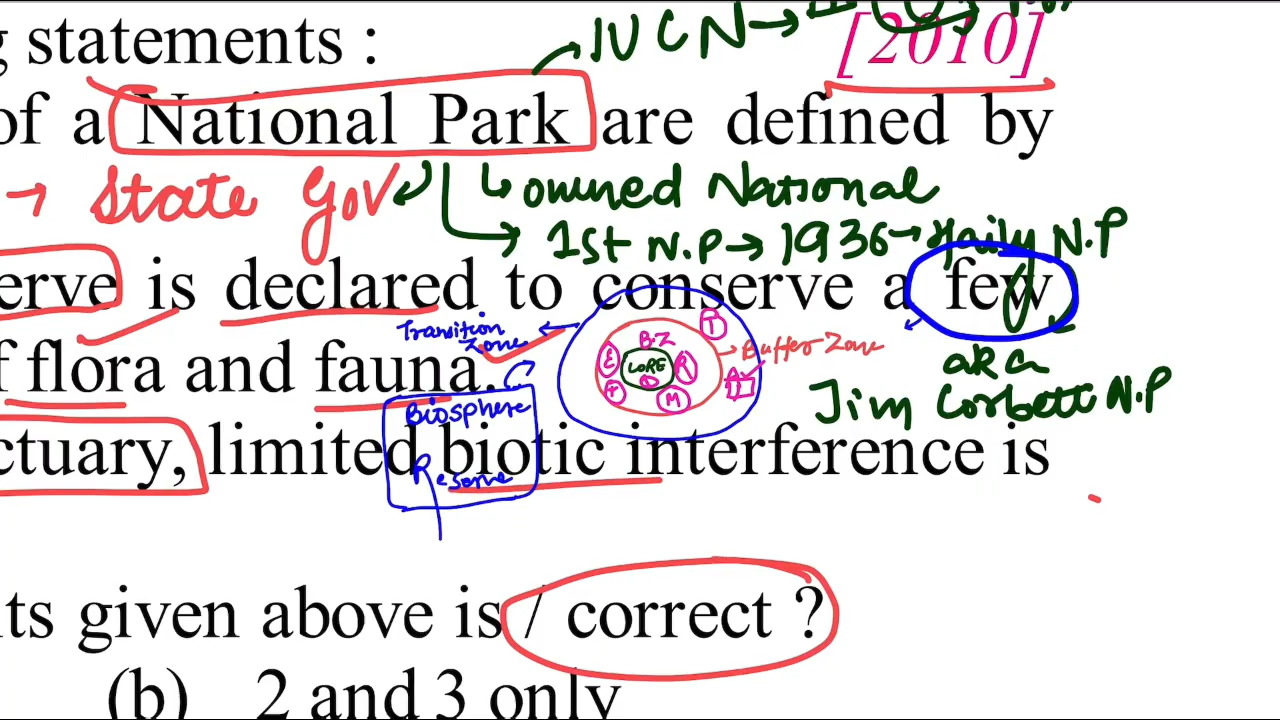 IUCN →
g statements : [2010]
of a National Park are defined by
→ State Gov owned National
1st N.P → 1936 → Haily N.P
erve is declared to conserve a few
Transition Zone B.Z T
E CORE R Buffer Zone
f flora and fauna. aka
M
Biosphere Jim Corbett N.P
ctuary, limited biotic interference is
Reserve
ts given above is / correct ?
(b) 2 and 3 only